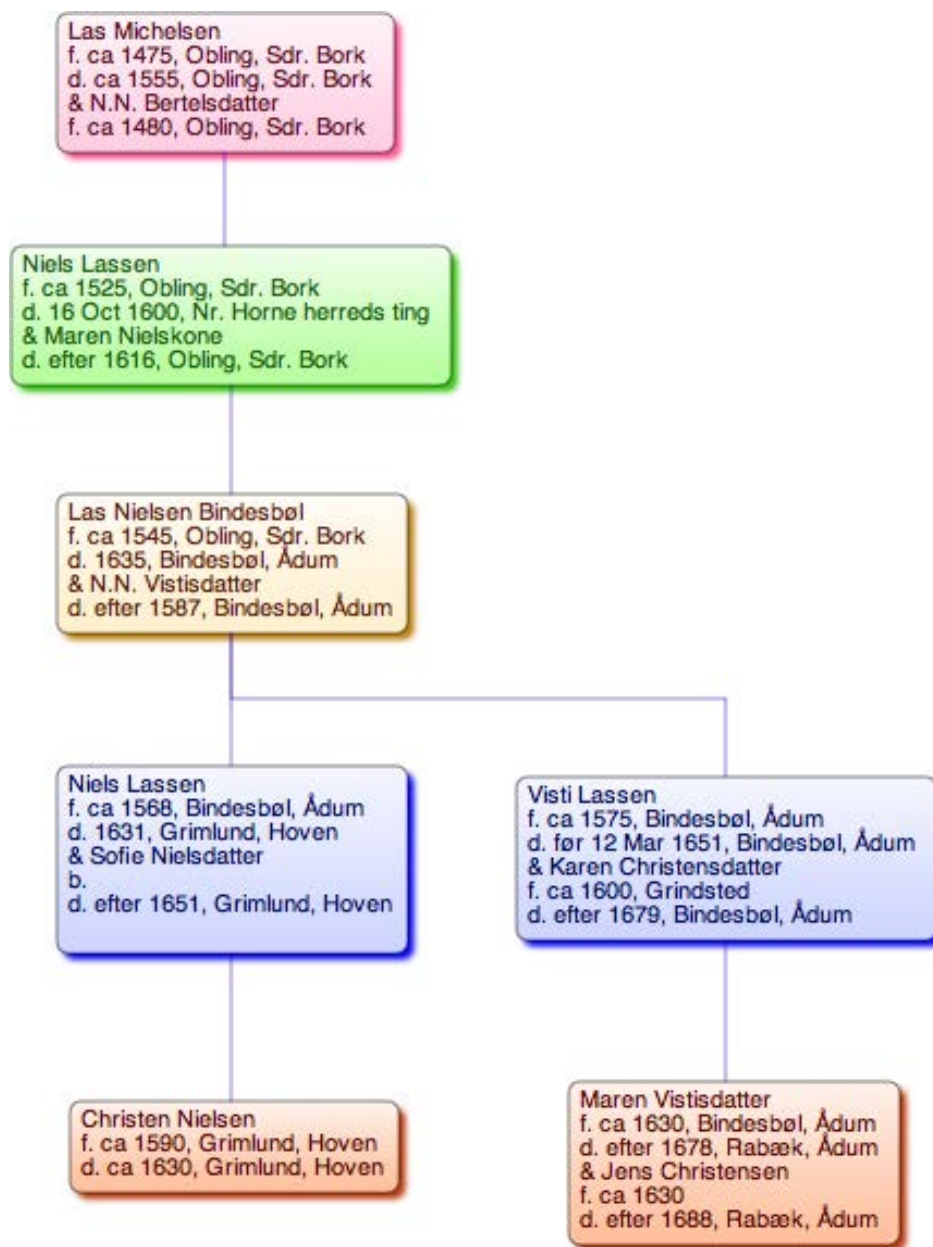 Las Michelsen
f. ca 1475, Obling, Sdr. Bork
d. ca 1555, Obling, Sdr. Bork
& N.N. Bertelsdatter
f. ca 1480, Obling, Sdr. Bork
Niels Lassen
f. ca 1525, Obling, Sdr. Bork
d. 16 Oct 1600, Nr. Horne herreds ting
& Maren Nielskone
d. efter 1616, Obling, Sdr. Bork
Las Nielsen Bindesbøl
f. ca 1545, Obling, Sdr. Bork
d. 1635, Bindesbøl, Ådum
& N.N. Vistisdatter
d. efter 1587, Bindesbøl, Ådum
Niels Lassen
f. ca 1568, Bindesbøl, Ådum
d. 1631, Grimlund, Hoven
& Sofie Nielsdatter
b.
d. efter 1651, Grimlund, Hoven
Visti Lassen
f. ca 1575, Bindesbøl, Ådum
d. før 12 Mar 1651, Bindesbøl, Ådum
& Karen Christensdatter
f. ca 1600, Grindsted
d. efter 1679, Bindesbøl, Ådum
Christen Nielsen
f. ca 1590, Grimlund, Hoven
d. ca 1630, Grimlund, Hoven
Maren Vistisdatter
f. ca 1630, Bindesbøl, Ådum
d. efter 1678, Rabæk, Ådum
& Jens Christensen
f. ca 1630
d. efter 1688, Rabæk, Ådum